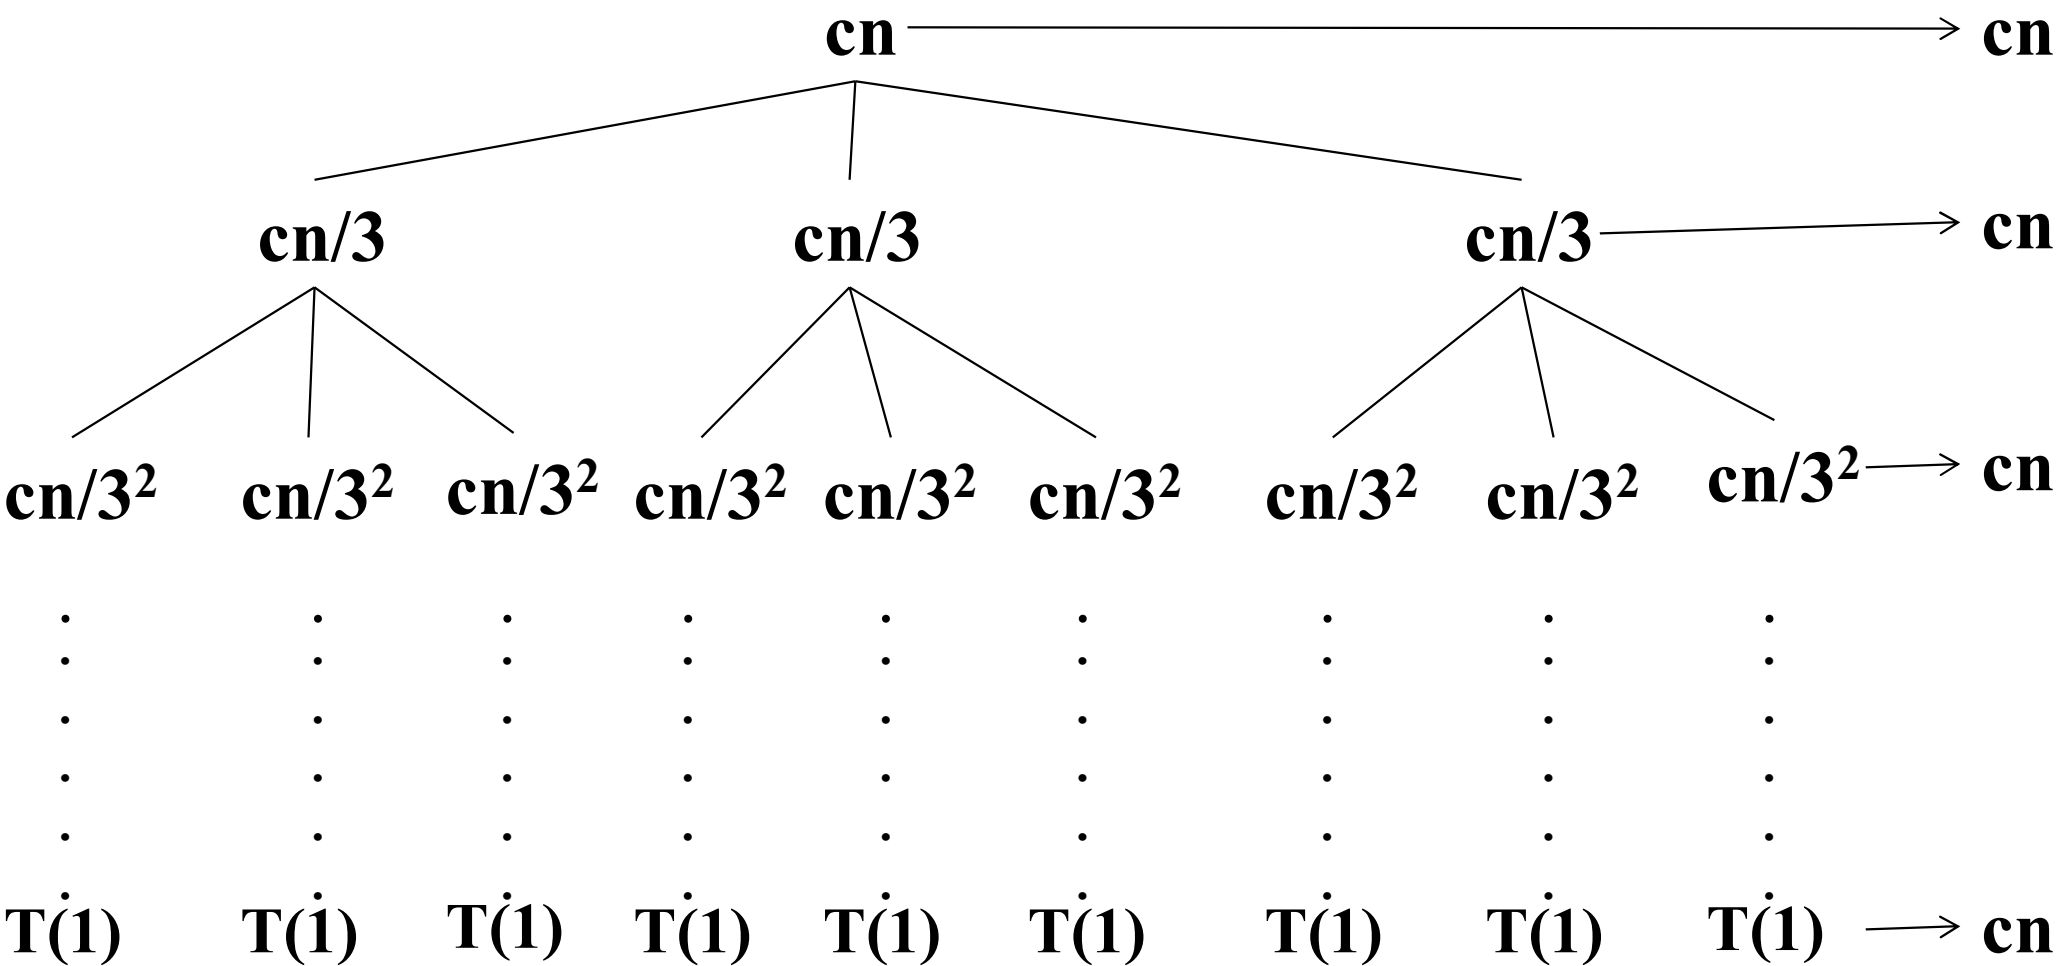 cn cn
cn/3 cn/3 cn/3 cn
cn/3² cn/3² cn/3² cn/3² cn/3² cn/3² cn/3² cn/3² cn/3² cn
T(1) T(1) T(1) T(1) T(1) T(1) T(1) T(1) T(1) cn